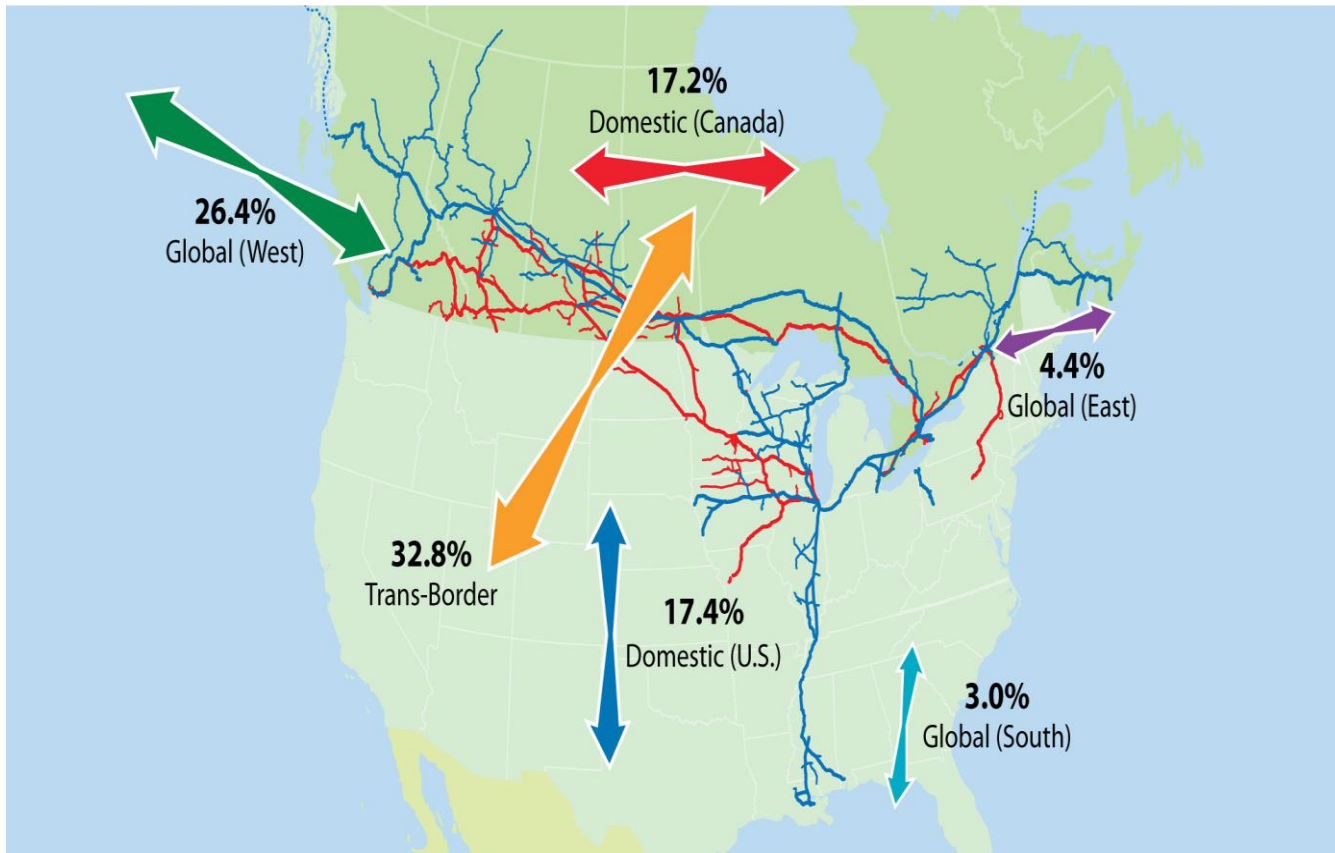 17.2%
Domestic (Canada)
26.4%
Global (West)
4.4%
Global (East)
32.8%
Trans-Border
17.4%
Domestic (U.S.)
3.0%
Global (South)